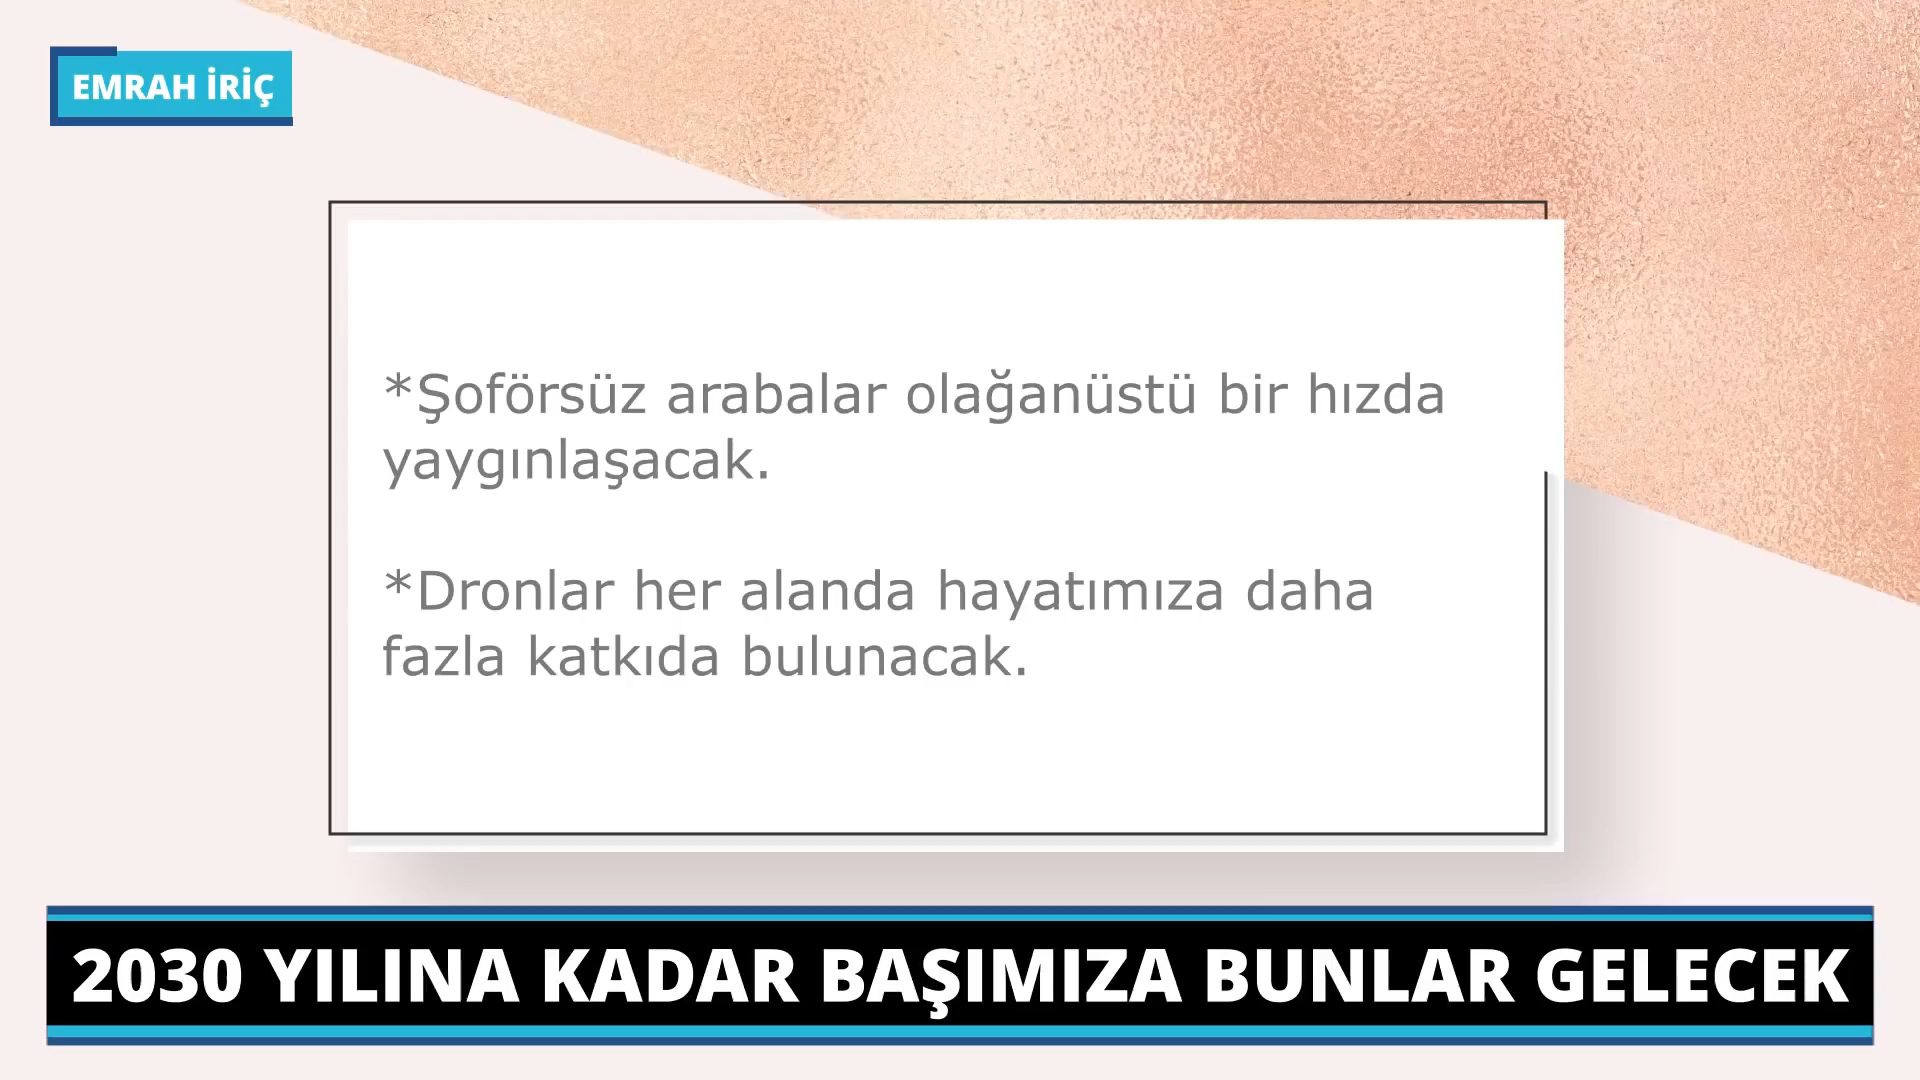 EMRAH İRİÇ
*Şoförsüz arabalar olağanüstü bir hızda
yaygınlaşacak.
*Dronlar her alanda hayatımıza daha
fazla katkıda bulunacak.
2030 YILINA KADAR BAŞIMIZA BUNLAR GELECEK